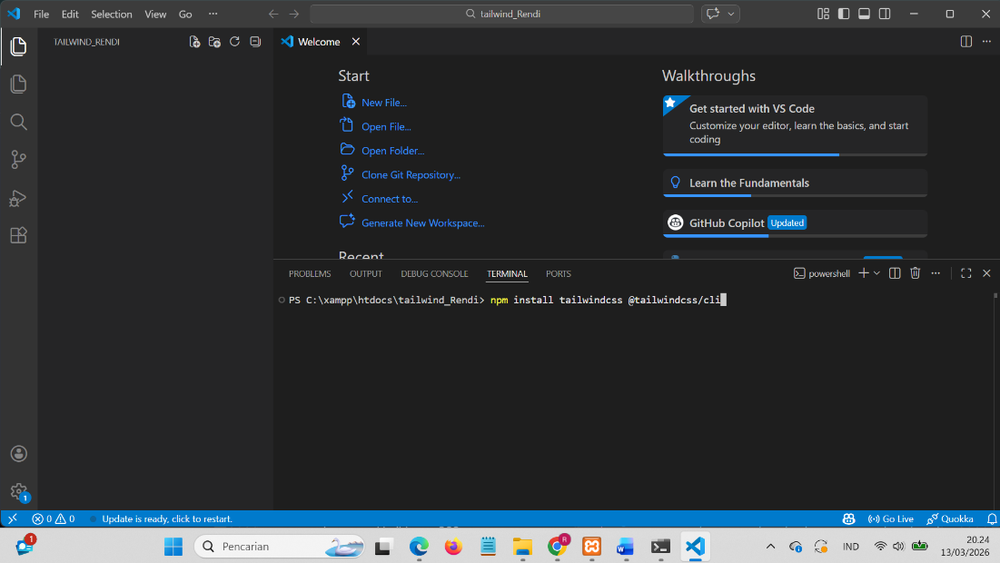 File Edit Selection View Go ··· tailwind_Rendi
TAILWIND_RENDI
Welcome
Start
New File...
Open File...
Open Folder...
Clone Git Repository...
Connect to...
Generate New Workspace...
Recent
Walkthroughs
Get started with VS Code
Customize your editor, learn the basics, and start
coding
Learn the Fundamentals
GitHub Copilot Updated
PROBLEMS OUTPUT DEBUG CONSOLE TERMINAL PORTS powershell
PS C:\xampp\htdocs\tailwind_Rendi> npm install tailwindcss @tailwindcss/cli
1
0 0 Update is ready, click to restart. Go Live Quokka
1 Pencarian R IND 20.24
13/03/2026